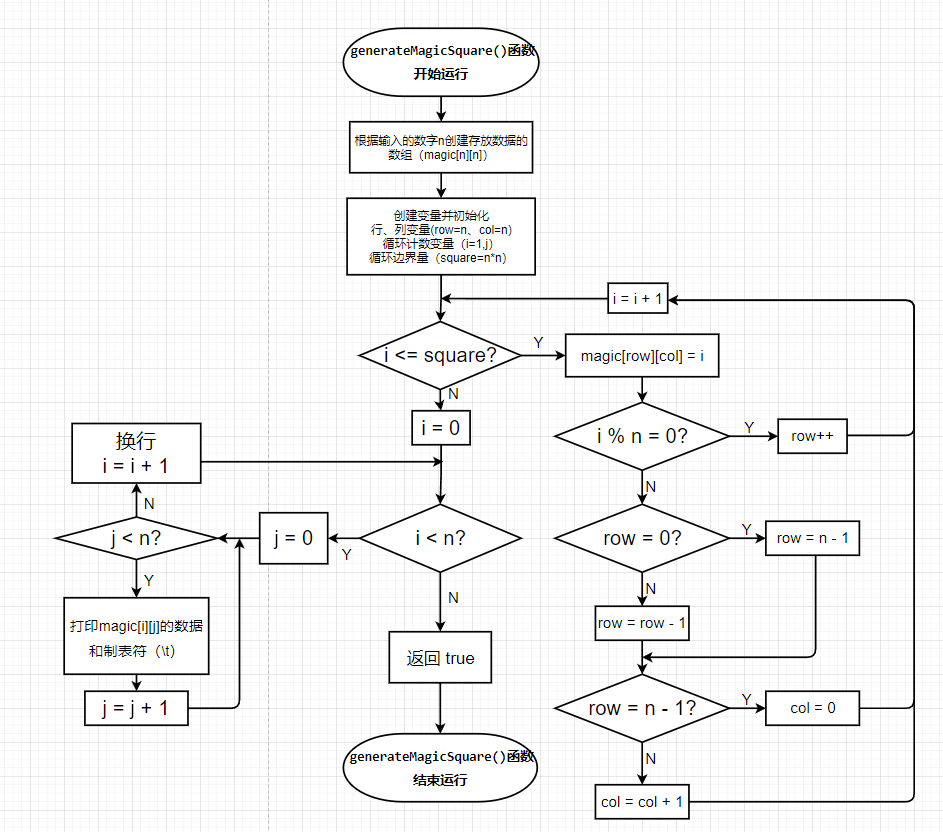 generateMagicSquare()函数
开始运行
根据输入的数字n创建存放数据的
数组（magic[n][n]）
创建变量并初始化
行、列变量(row=n、col=n)
循环计数变量（i=1,j）
循环边界量（square=n*n）
i = i + 1
i <= square?
Y
magic[row][col] = i
N
i = 0
i % n = 0?
Y
row++
N
换行
i = i + 1
N
j < n?
j = 0
Y
i < n?
row = 0?
Y
row = n - 1
Y
N
N
打印magic[i][j]的数据
和制表符（\t）
row = row - 1
返回 true
j = j + 1
row = n - 1?
Y
col = 0
N
generateMagicSquare()函数
结束运行
col = col + 1